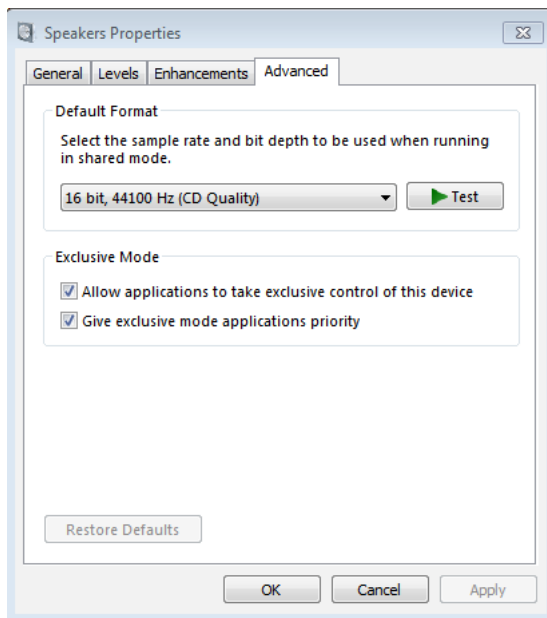 Speakers Properties
General Levels Enhancements Advanced
Default Format
Select the sample rate and bit depth to be used when running
in shared mode.
16 bit, 44100 Hz (CD Quality) Test
Exclusive Mode
Allow applications to take exclusive control of this device
Give exclusive mode applications priority
Restore Defaults
OK Cancel Apply